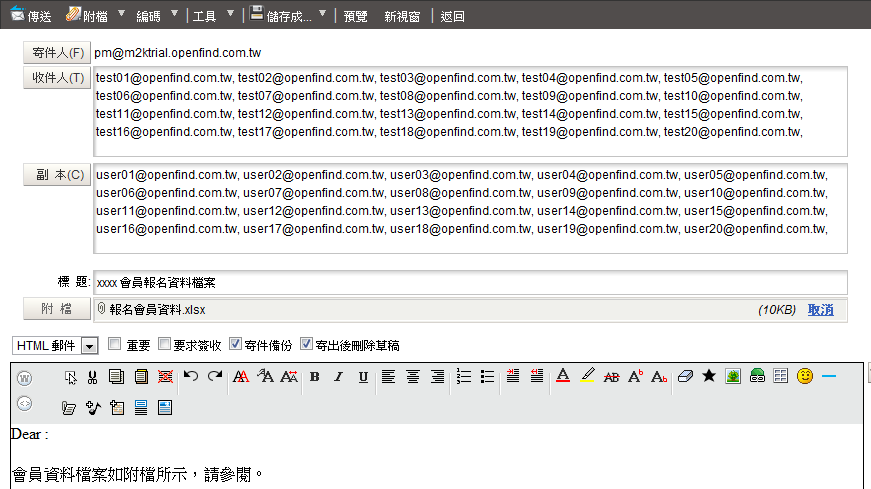 傳送 附檔 編碼 工具 儲存成... 預覽 新視窗 返回
寄件人(F) pm@m2ktrial.openfind.com.tw
收件人(T) test01@openfind.com.tw, test02@openfind.com.tw, test03@openfind.com.tw, test04@openfind.com.tw, test05@openfind.com.tw,
test06@openfind.com.tw, test07@openfind.com.tw, test08@openfind.com.tw, test09@openfind.com.tw, test10@openfind.com.tw,
test11@openfind.com.tw, test12@openfind.com.tw, test13@openfind.com.tw, test14@openfind.com.tw, test15@openfind.com.tw,
test16@openfind.com.tw, test17@openfind.com.tw, test18@openfind.com.tw, test19@openfind.com.tw, test20@openfind.com.tw,
副 本(C) user01@openfind.com.tw, user02@openfind.com.tw, user03@openfind.com.tw, user04@openfind.com.tw, user05@openfind.com.tw,
user06@openfind.com.tw, user07@openfind.com.tw, user08@openfind.com.tw, user09@openfind.com.tw, user10@openfind.com.tw,
user11@openfind.com.tw, user12@openfind.com.tw, user13@openfind.com.tw, user14@openfind.com.tw, user15@openfind.com.tw,
user16@openfind.com.tw, user17@openfind.com.tw, user18@openfind.com.tw, user19@openfind.com.tw, user20@openfind.com.tw,
標 題: xxxx 會員報名資料檔案
附 檔 報名會員資料.xlsx (10KB) 取消
HTML 郵件 重要 要求簽收 寄件備份 寄出後刪除草稿
Dear :
會員資料檔案如附檔所示，請參閱。